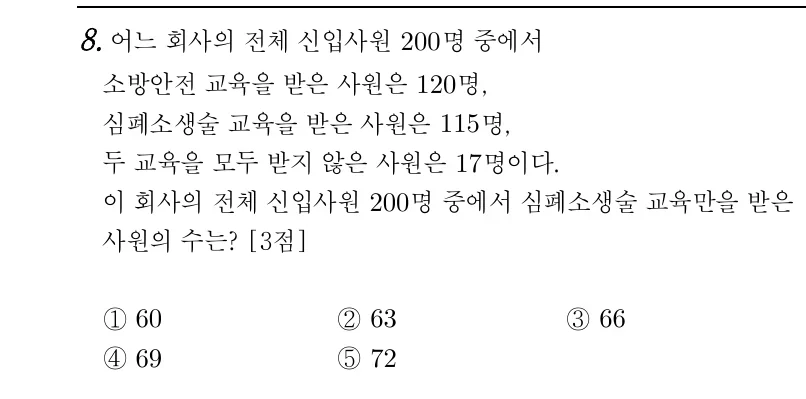 8. 어느 회사의 전체 신입사원 200명 중에서
소방안전 교육을 받은 사원은 120명,
심폐소생술 교육을 받은 사원은 115명,
두 교육을 모두 받지 않은 사원은 17명이다.
이 회사의 전체 신입사원 200명 중에서 심폐소생술 교육만을 받은
사원의 수는? [3점]
① 60 ② 63 ③ 66
④ 69 ⑤ 72